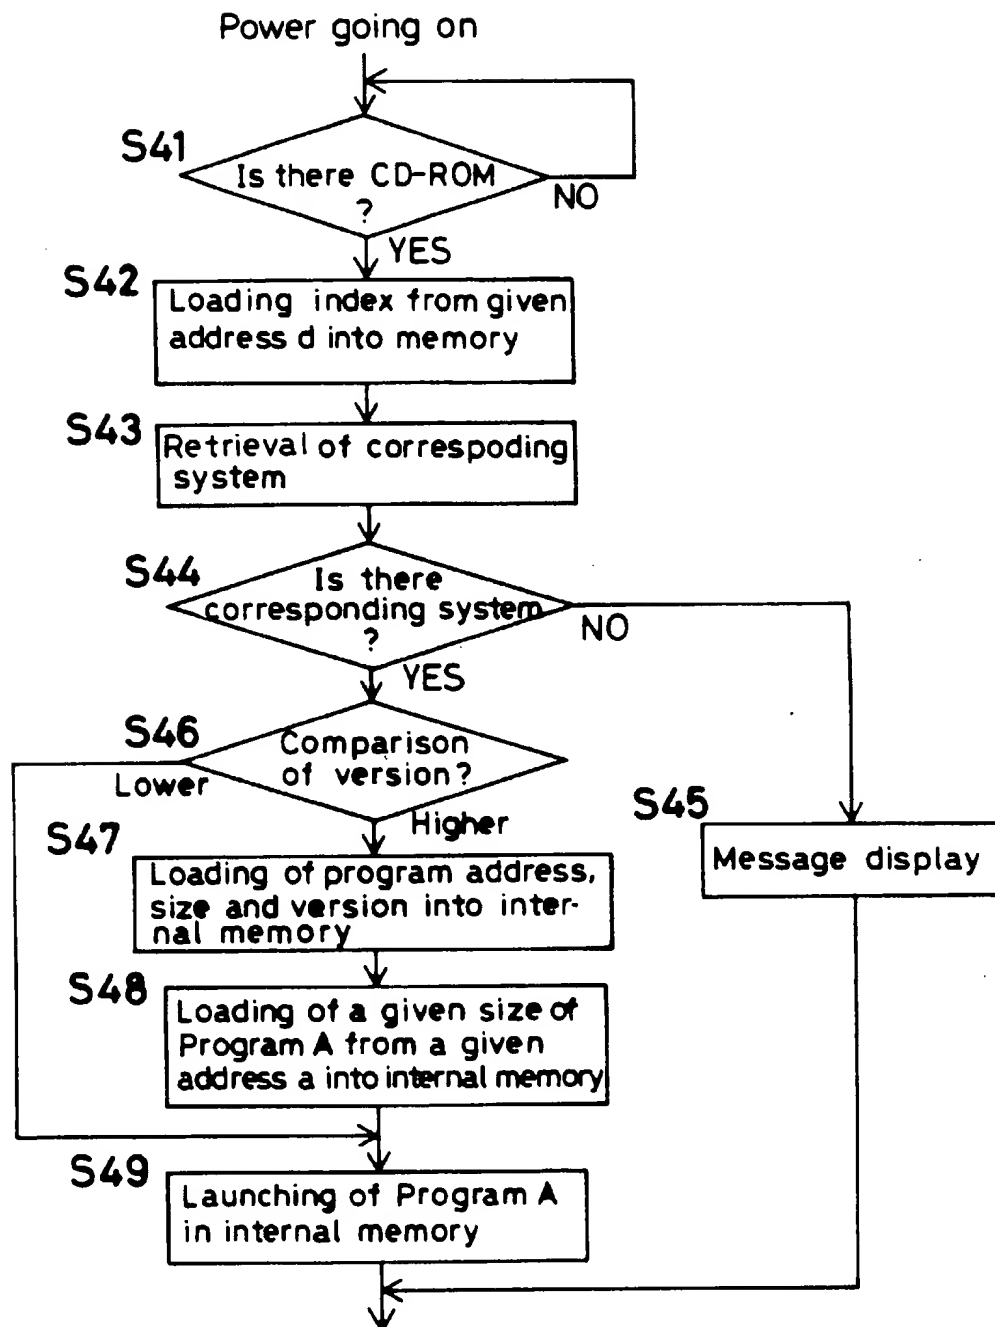 Power going on
S41
Is there CD-ROM
?
NO
YES
S42
Loading index from given
address d into memory
S43
Retrieval of correspoding
system
S44
Is there
corresponding system
?
NO
YES
S46
Comparison
of version?
Lower
Higher
S45
Message display
S47
Loading of program address,
size and version into inter-
nal memory
S48
Loading of a given size of
Program A from a given
address a into internal memory
S49
Launching of Program A
in internal memory